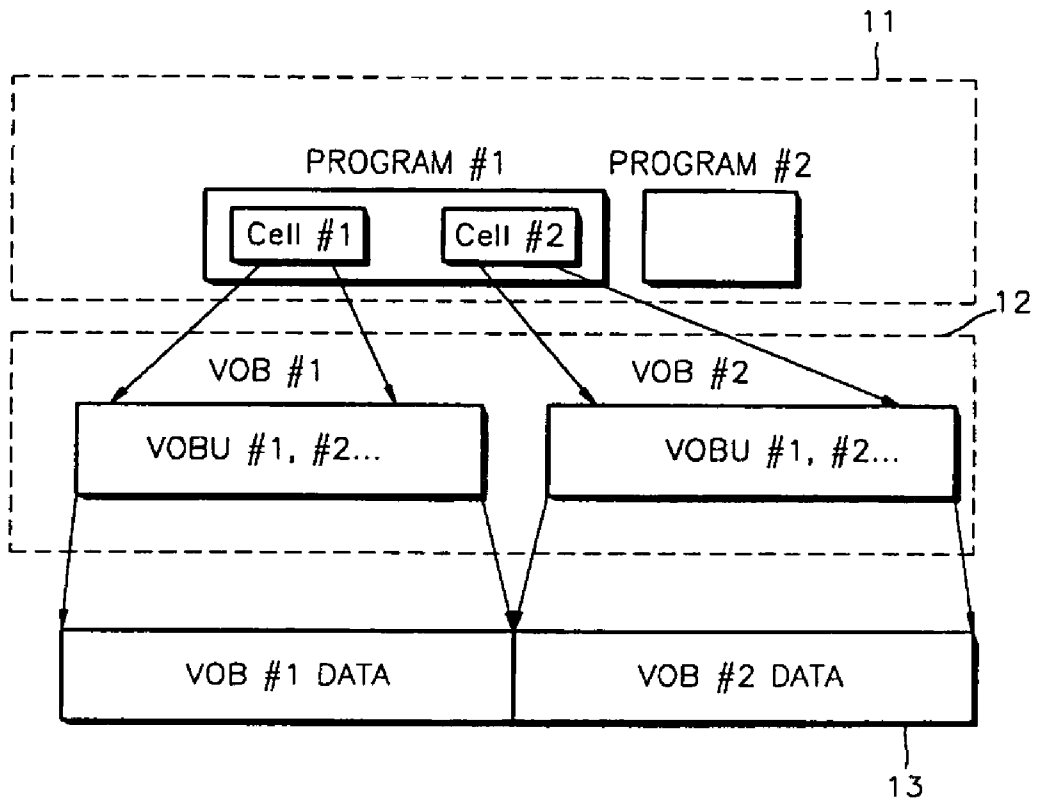 11
PROGRAM #1 PROGRAM #2
Cell #1 Cell #2
12
VOB #1 VOB #2
VOBU #1, #2... VOBU #1, #2...
VOB #1 DATA VOB #2 DATA
13